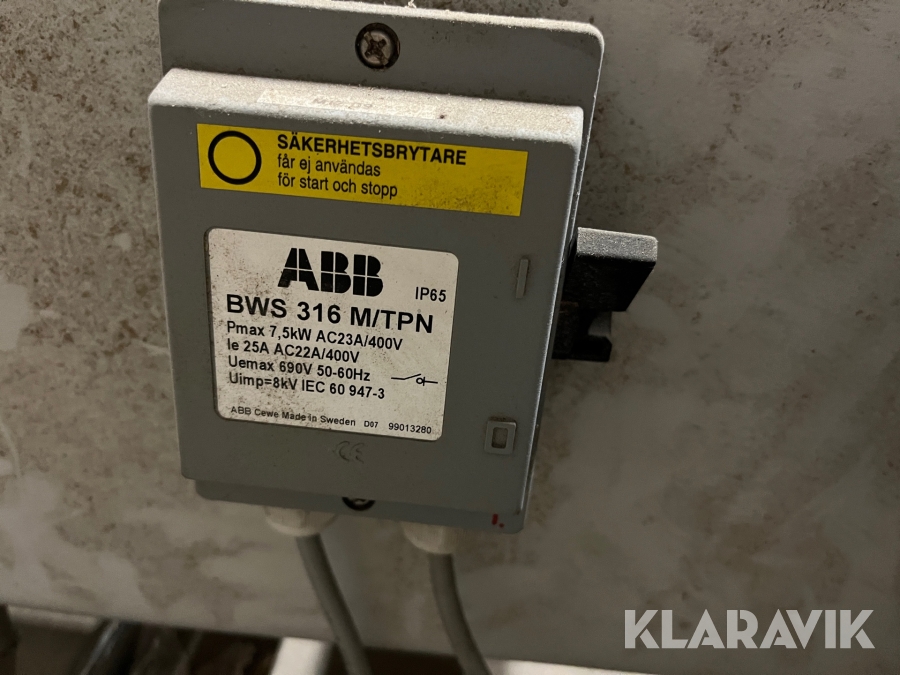 SÄKERHETSBRYTARE
får ej användas
för start och stopp
ABB
IP65
BWS 316 M/TPN
Pmax 7,5kW AC23A/400V
Ie 25A AC22A/400V
Uemax 690V 50-60Hz
Uimp=8kV IEC 60 947-3
ABB Cewe Made in Sweden D07 99013280
CE
KLARAVIK